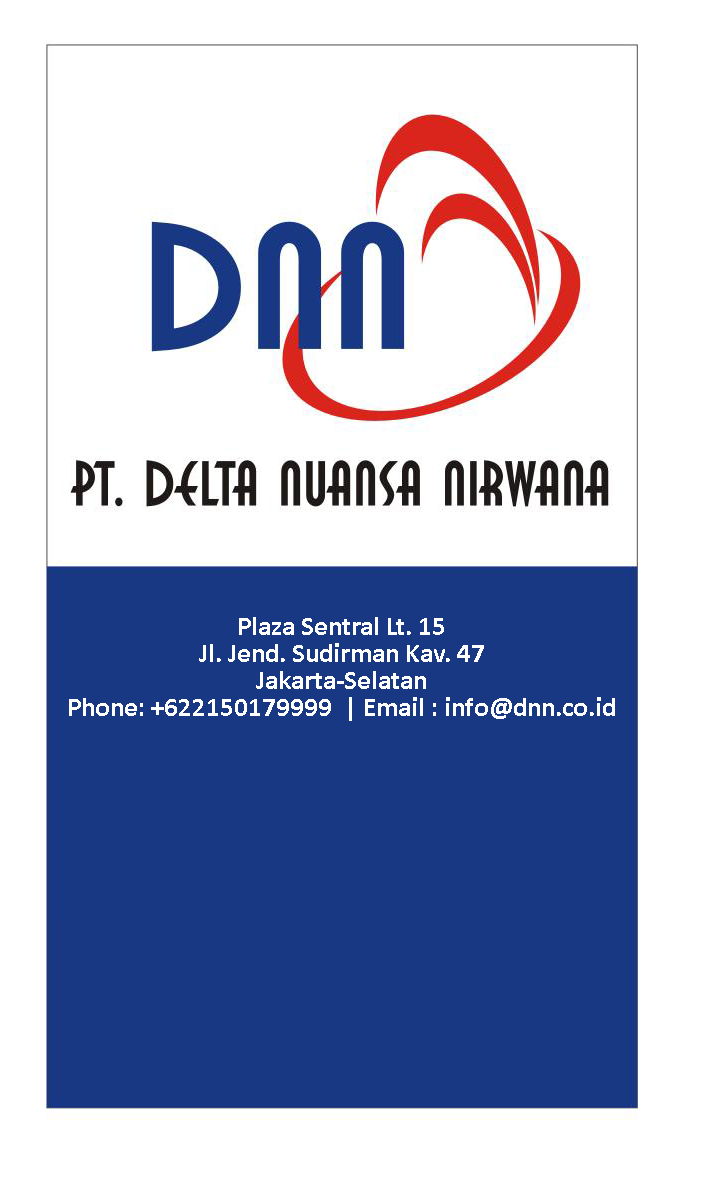 DNN
PT. DELTA NUANSA NIRWANA
Plaza Sentral Lt. 15
Jl. Jend. Sudirman Kav. 47
Jakarta-Selatan
Phone: +622150179999 | Email : info@dnn.co.id